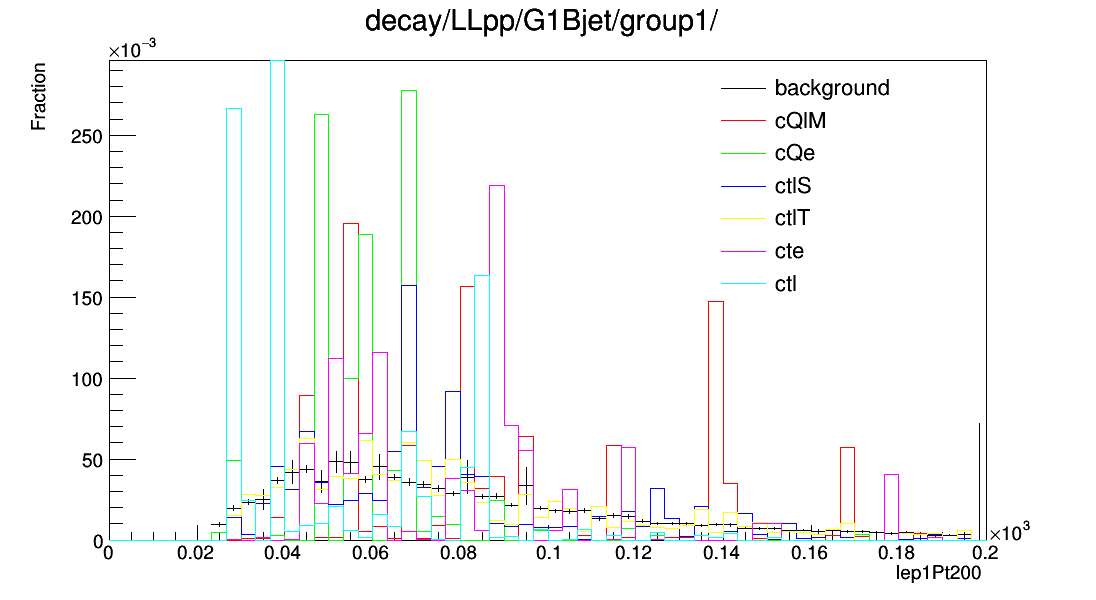 decay/LLpp/G1Bjet/group1/
×10⁻³
Fraction
background
cQlM
cQe
ctlS
ctlT
cte
ctl
250
200
150
100
50
0
0 0.02 0.04 0.06 0.08 0.1 0.12 0.14 0.16 0.18 0.2
×10³
lep1Pt200